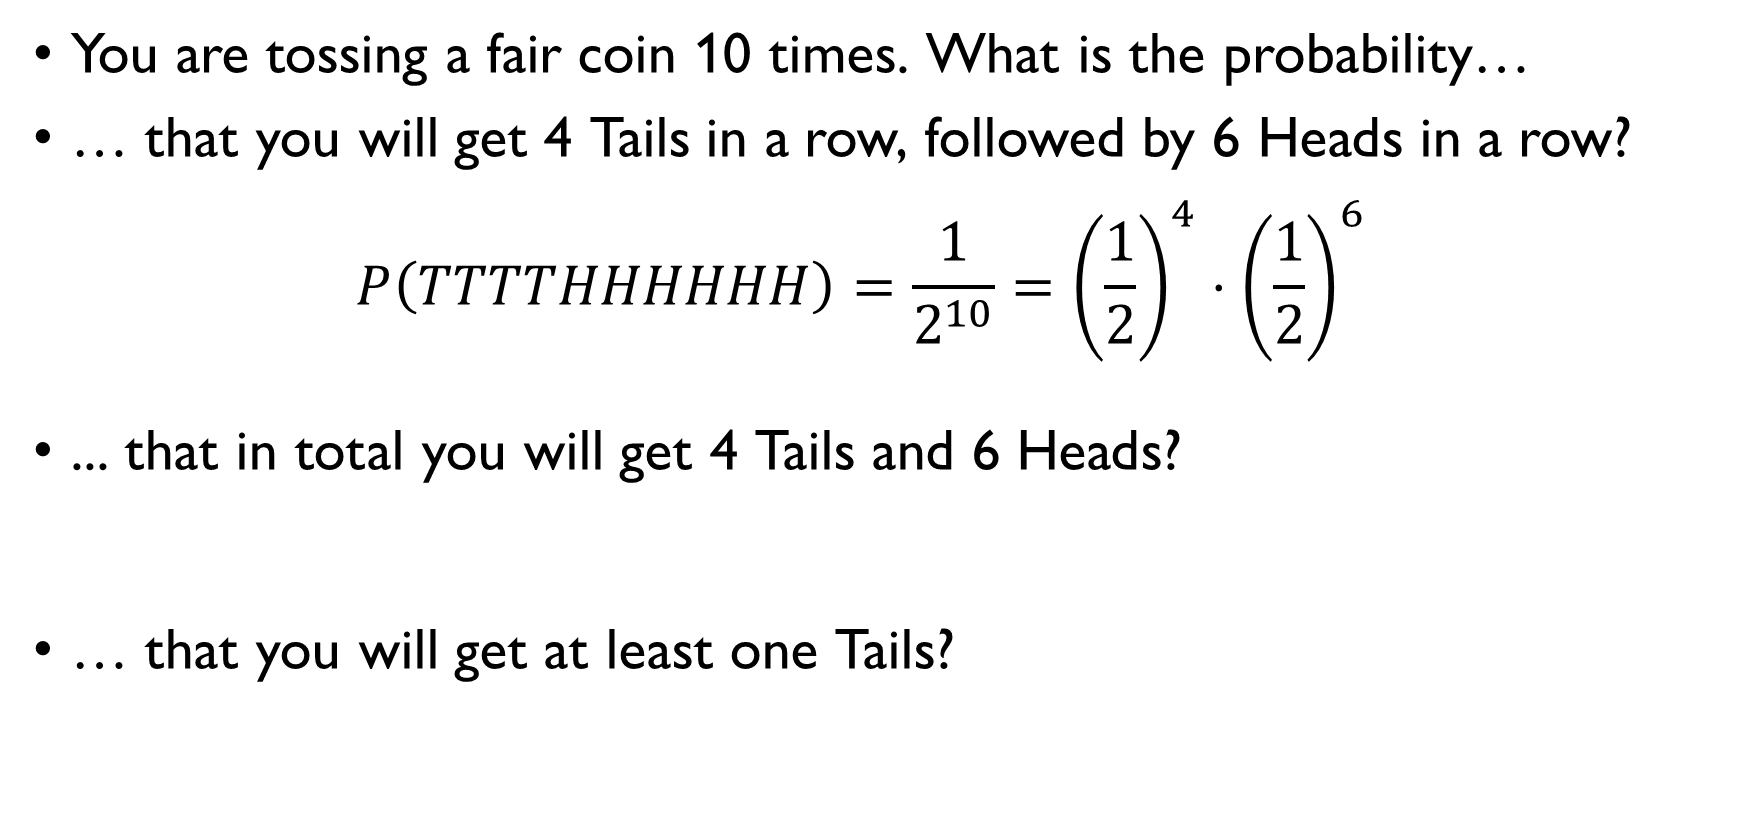 • You are tossing a fair coin 10 times. What is the probability…
• … that you will get 4 Tails in a row, followed by 6 Heads in a row?
P(TTTTHHHHHH) = 1/2^10 = (1/2)^4 · (1/2)^6
• ... that in total you will get 4 Tails and 6 Heads?
• … that you will get at least one Tails?